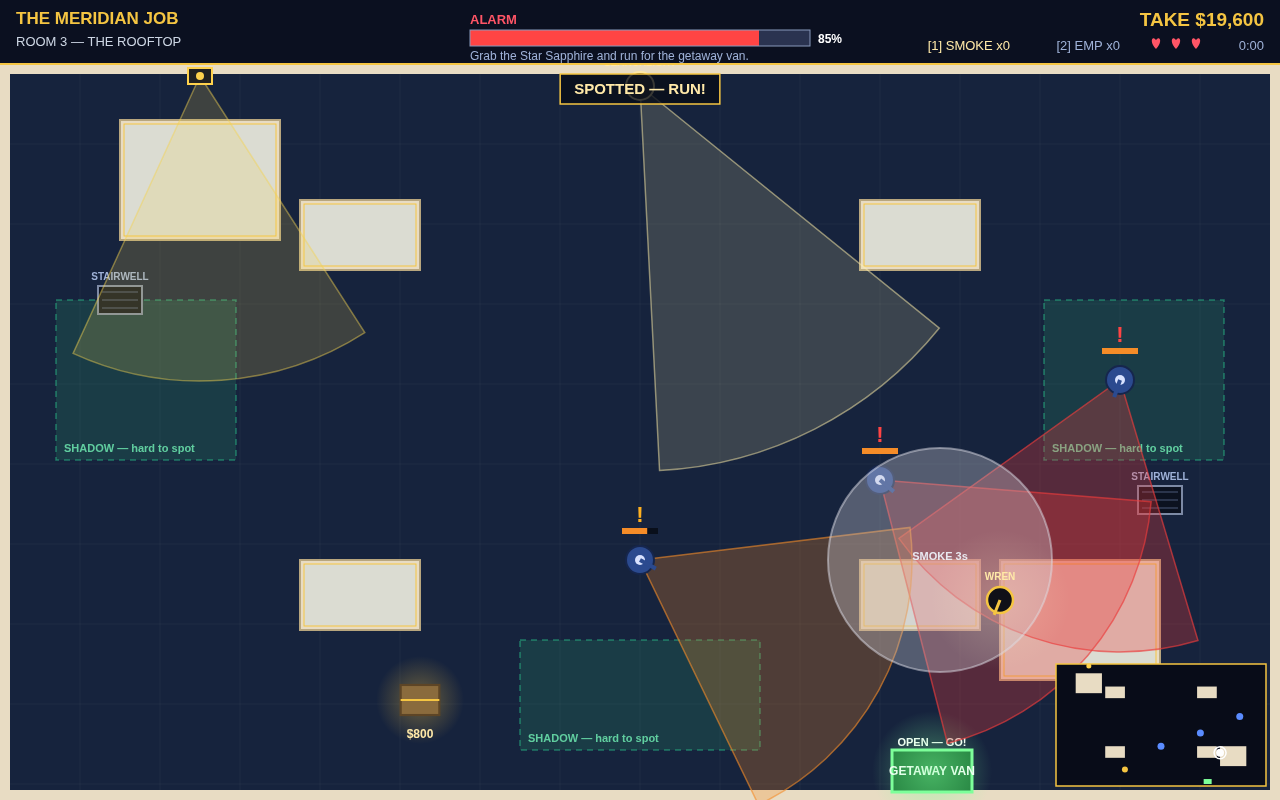 THE MERIDIAN JOB
ROOM 3 — THE ROOFTOP
ALARM
85%
Grab the Star Sapphire and run for the getaway van.
TAKE $19,600
[1] SMOKE x0
[2] EMP x0
0:00
SPOTTED — RUN!
STAIRWELL
SHADOW — hard to spot
!
SHADOW — hard to spot
!
STAIRWELL
!
SMOKE 3s
WREN
$800
SHADOW — hard to spot
OPEN — GO!
GETAWAY VAN